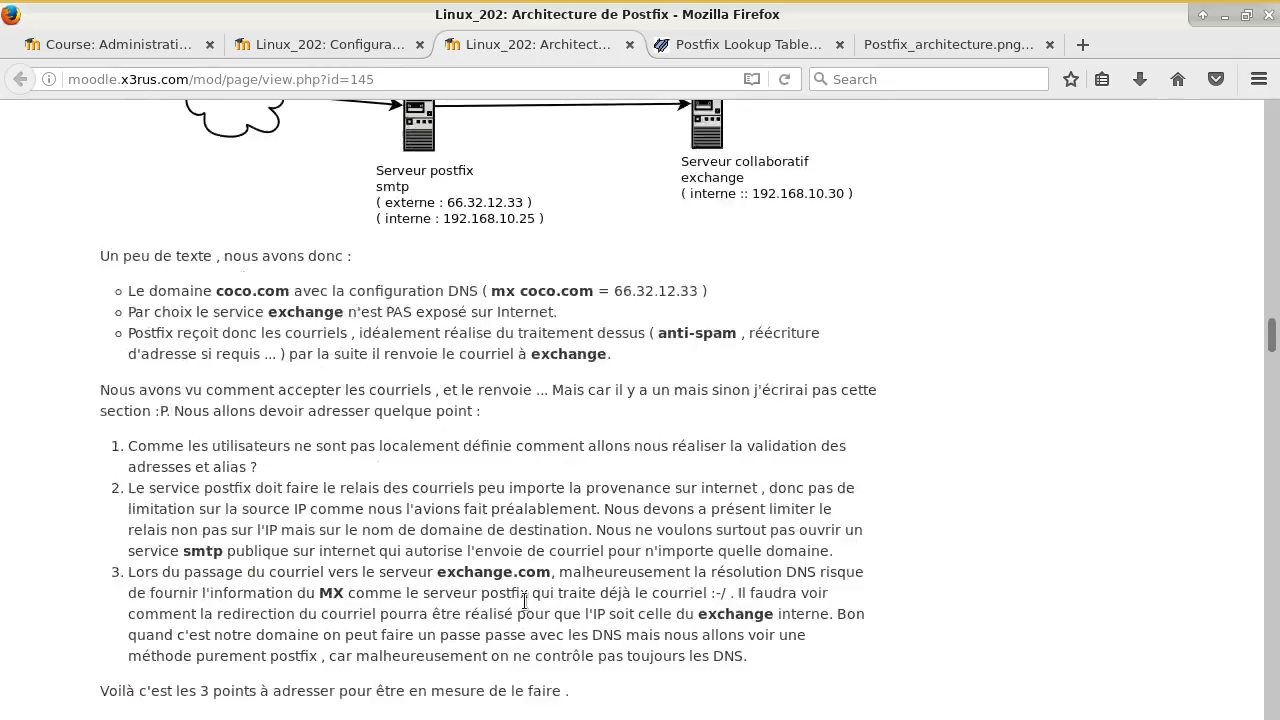 Linux_202: Architecture de Postfix - Mozilla Firefox
Course: Administrati...
Linux_202: Configura...
Linux_202: Architect...
Postfix Lookup Table...
Postfix_architecture.png...
moodle.x3rus.com/mod/page/view.php?id=145
Search
Serveur postfix
smtp
( externe : 66.32.12.33 )
( interne : 192.168.10.25 )
Serveur collaboratif
exchange
( interne :: 192.168.10.30 )
Un peu de texte , nous avons donc :
Le domaine coco.com avec la configuration DNS ( mx coco.com = 66.32.12.33 )
Par choix le service exchange n'est PAS exposé sur Internet.
Postfix reçoit donc les courriels , idéalement réalise du traitement dessus ( anti-spam , réécriture
d'adresse si requis ... ) par la suite il renvoie le courriel à exchange.
Nous avons vu comment accepter les courriels , et le renvoie ... Mais car il y a un mais sinon j'écrirai pas cette
section :P. Nous allons devoir adresser quelque point :
1. Comme les utilisateurs ne sont pas localement définie comment allons nous réaliser la validation des
adresses et alias ?
2. Le service postfix doit faire le relais des courriels peu importe la provenance sur internet , donc pas de
limitation sur la source IP comme nous l'avions fait préalablement. Nous devons a présent limiter le
relais non pas sur l'IP mais sur le nom de domaine de destination. Nous ne voulons surtout pas ouvrir un
service smtp publique sur internet qui autorise l'envoie de courriel pour n'importe quelle domaine.
3. Lors du passage du courriel vers le serveur exchange.com, malheureusement la résolution DNS risque
de fournir l'information du MX comme le serveur postfix qui traite déjà le courriel :-/ . Il faudra voir
comment la redirection du courriel pourra être réalisé pour que l'IP soit celle du exchange interne. Bon
quand c'est notre domaine on peut faire un passe passe avec les DNS mais nous allons voir une
méthode purement postfix , car malheureusement on ne contrôle pas toujours les DNS.
Voilà c'est les 3 points à adresser pour être en mesure de le faire .